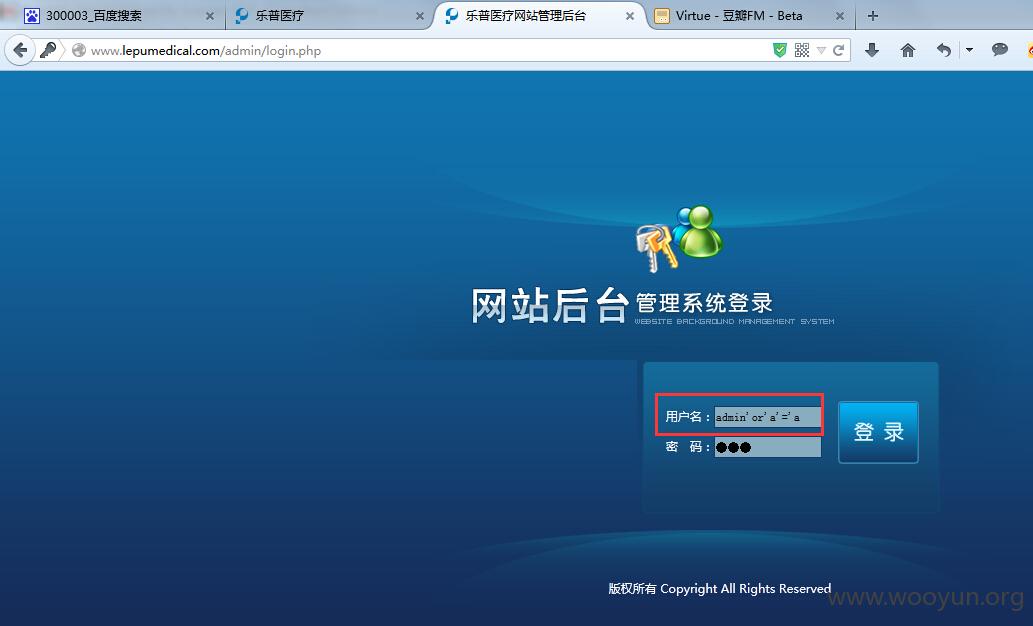 300003_百度搜索
乐普医疗
乐普医疗网站管理后台
Virtue - 豆瓣FM - Beta
www.lepumedical.com/admin/login.php
网站后台管理系统登录
WEBSITE BACKGROUND MANAGEMENT SYSTEM
用户名：admin'or'a'='a
密 码：●●●
登 录
版权所有 Copyright All Rights Reserved
www.wooyun.org